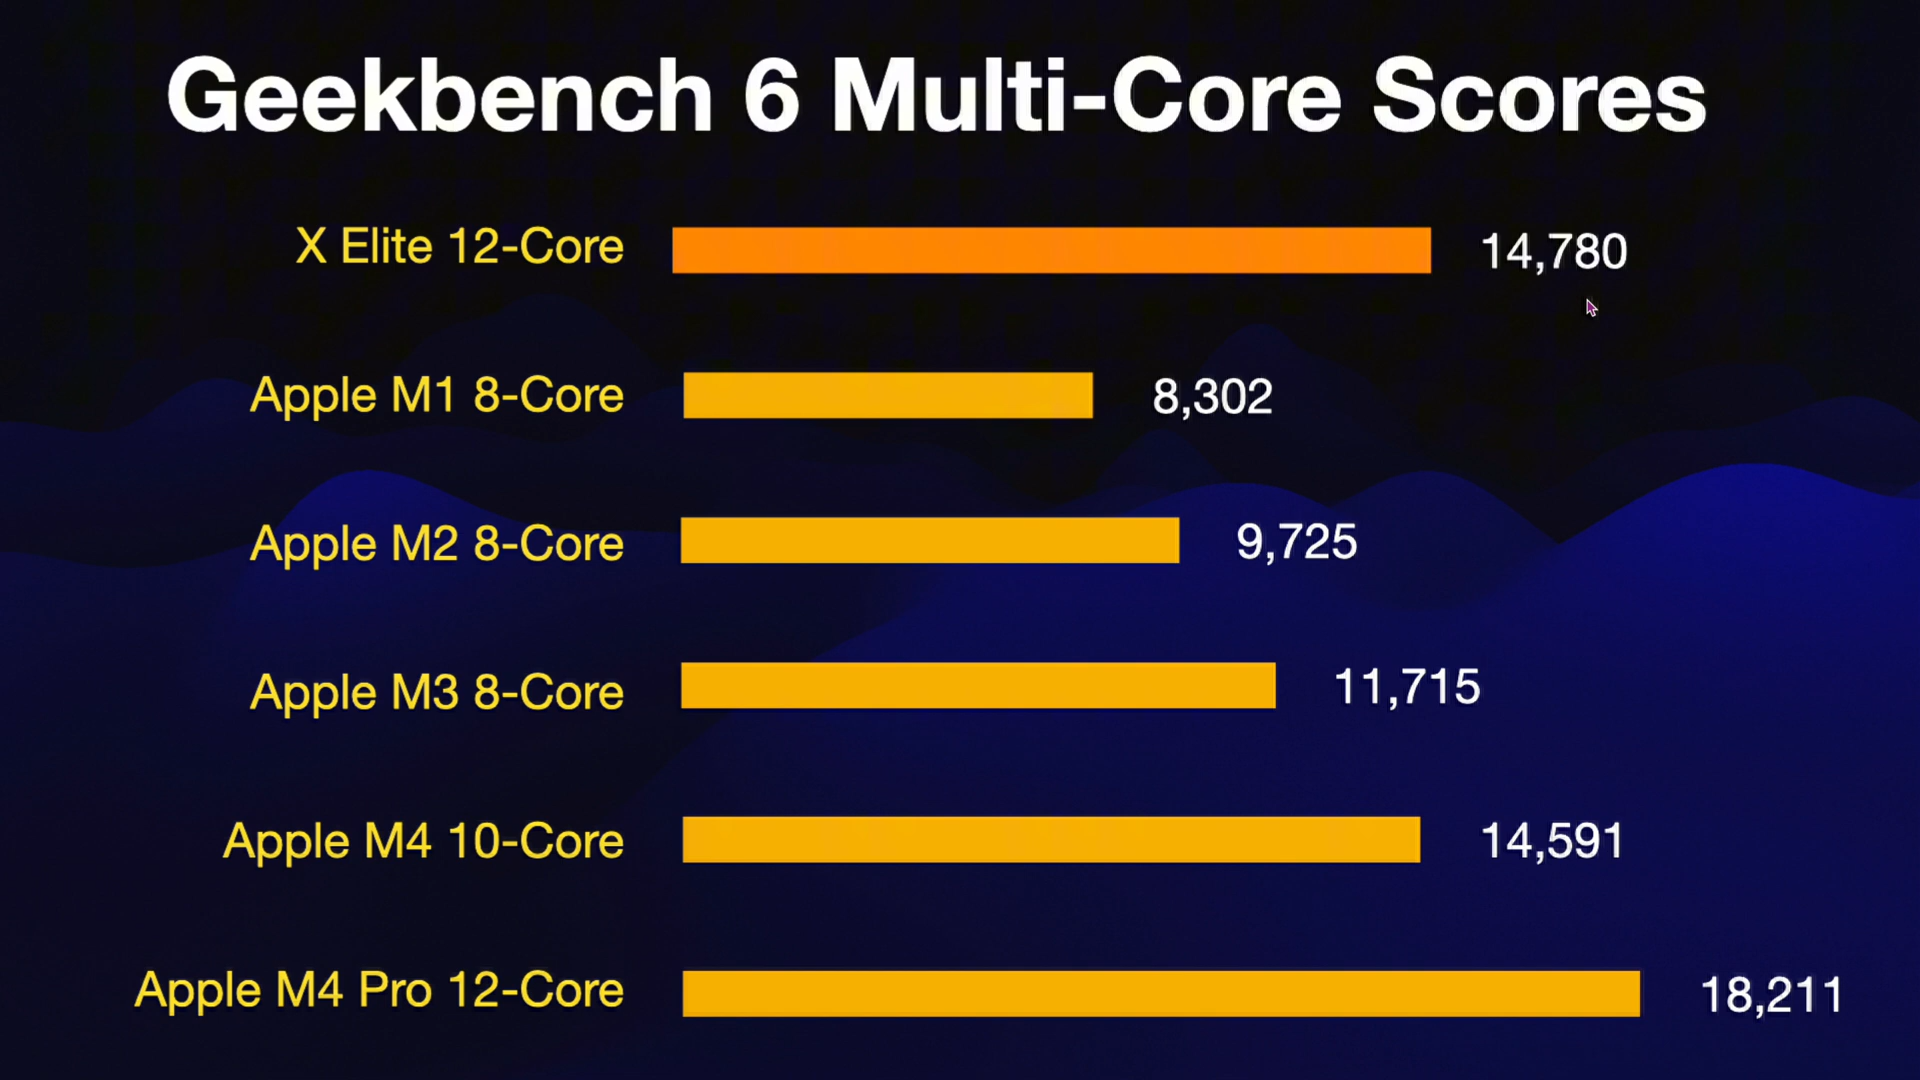 Geekbench 6 Multi-Core Scores
X Elite 12-Core 14,780
Apple M1 8-Core 8,302
Apple M2 8-Core 9,725
Apple M3 8-Core 11,715
Apple M4 10-Core 14,591
Apple M4 Pro 12-Core 18,211